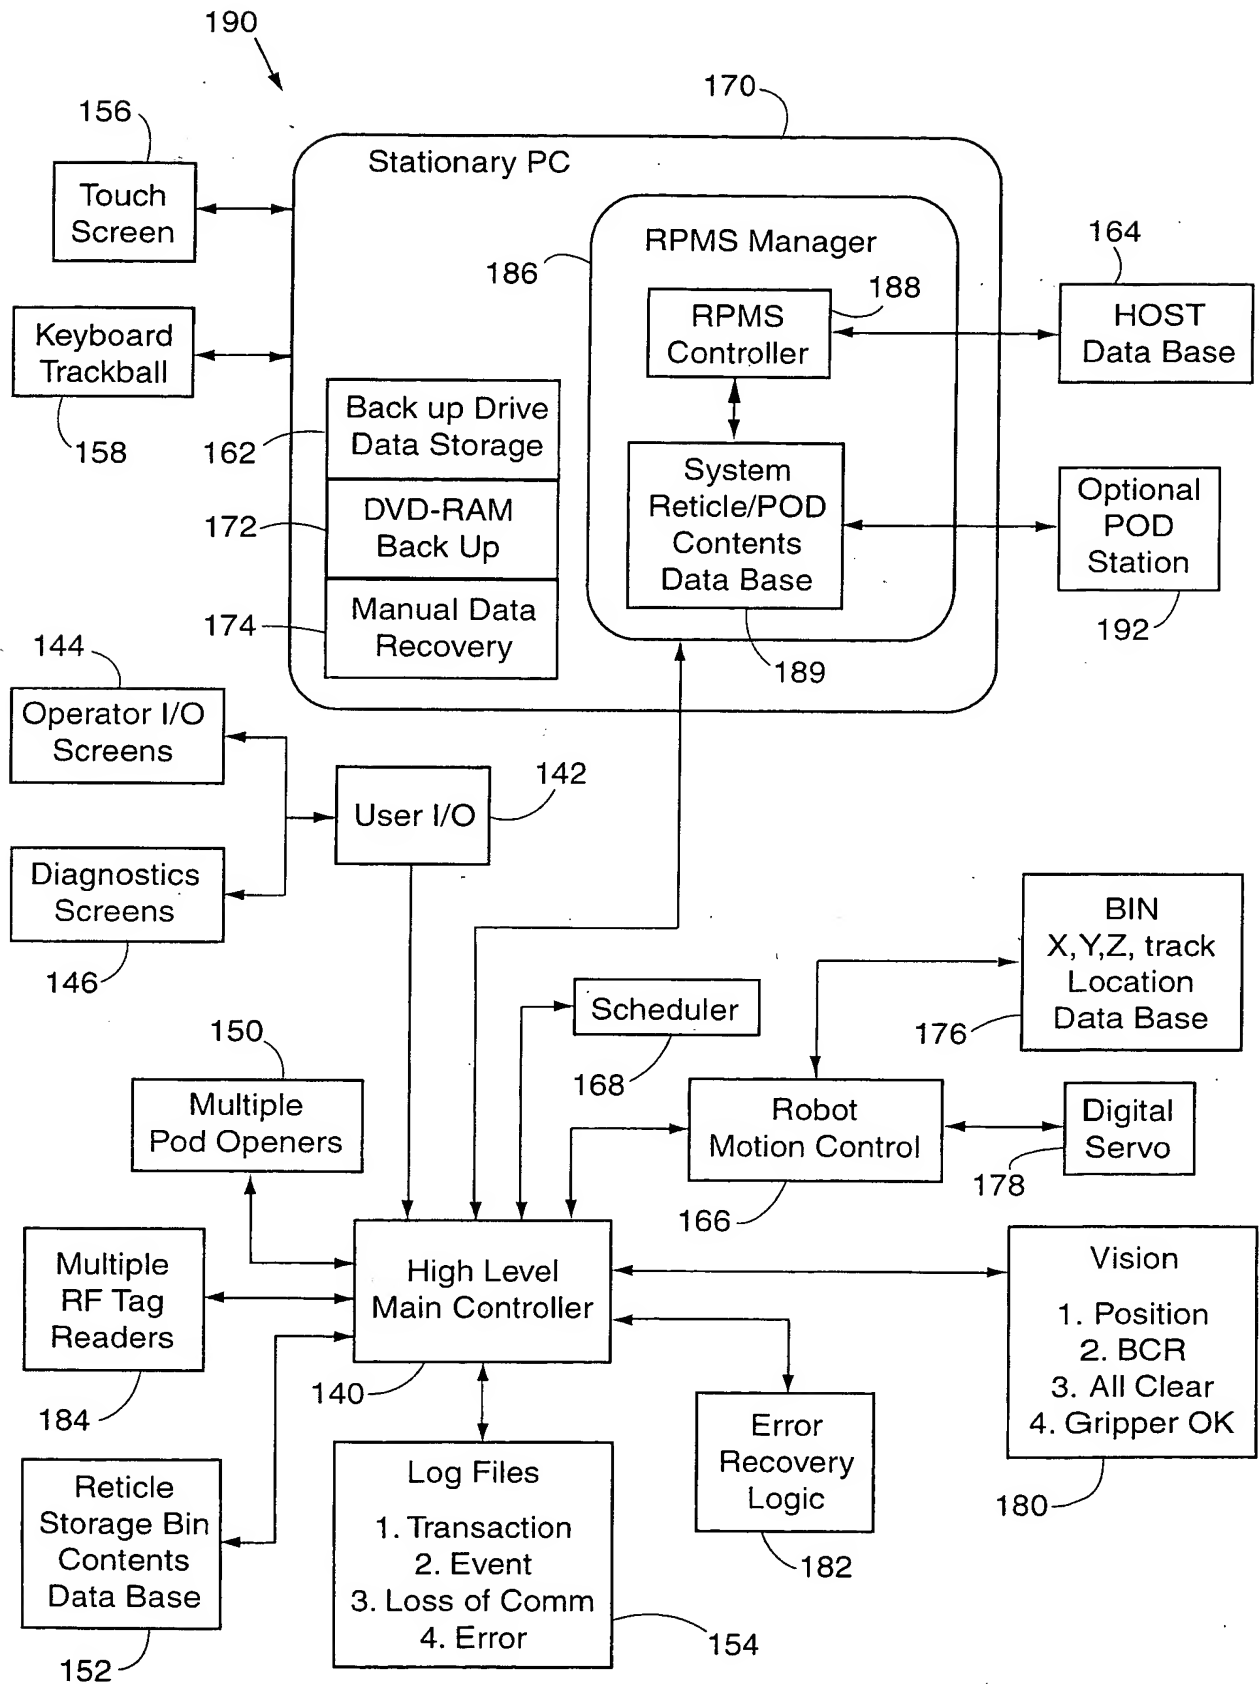 190
170
156
Stationary PC
Touch
Screen
RPMS Manager
164
186
188
HOST
Data Base
RPMS
Controller
Keyboard
Trackball
158
162
Back up Drive
Data Storage
System
Reticle/POD
Contents
Data Base
Optional
POD
Station
172
DVD-RAM
Back Up
174
Manual Data
Recovery
192
189
144
Operator I/O
Screens
142
User I/O
Diagnostics
Screens
146
BIN
X,Y,Z, track
Location
Data Base
176
Scheduler
168
150
Multiple
Pod Openers
Robot
Motion Control
166
Digital
Servo
178
Multiple
RF Tag
Readers
184
High Level
Main Controller
140
Vision
1. Position
2. BCR
3. All Clear
4. Gripper OK
180
Error
Recovery
Logic
182
Reticle
Storage Bin
Contents
Data Base
152
Log Files
1. Transaction
2. Event
3. Loss of Comm
4. Error
154